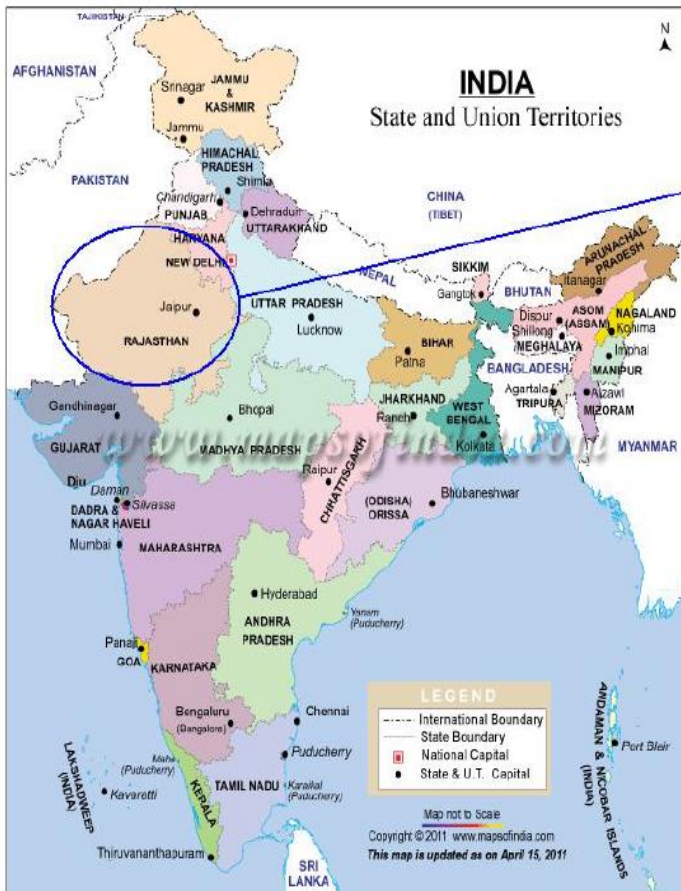 TAJIKISTAN
N
AFGHANISTAN
JAMMU
&
KASHMIR
Srinagar
Jammu
INDIA
State and Union Territories
HIMACHAL
PRADESH
Shimla
PAKISTAN
Chandigarh
PUNJAB
Dehradun
UTTARAKHAND
CHINA
(TIBET)
HARYANA
NEW DELHI
NEPAL
SIKKIM
Gangtok
BHUTAN
ARUNACHAL
PRADESH
Itanagar
Jaipur
RAJASTHAN
UTTAR PRADESH
Lucknow
BIHAR
Patna
Dispur
Shillong
MEGHALAYA
ASOM
(ASSAM)
NAGALAND
Kohima
Imphal
MANIPUR
BANGLADESH
Agartala
TRIPURA
Aizawl
MIZORAM
MYANMAR
Gandhinagar
GUJARAT
Bhopal
MADHYA PRADESH
JHARKHAND
Ranchi
WEST
BENGAL
Kolkata
www.mapsofindia.com
Diu
Daman
Silvassa
DADRA &
NAGAR HAVELI
Mumbai
MAHARASHTRA
Raipur
CHHATTISGARH
(ODISHA)
ORISSA
Bhubaneshwar
Hyderabad
ANDHRA
PRADESH
Yanam
(Puducherry)
Panaji
GOA
KARNATAKA
Bengaluru
(Bangalore)
Chennai
Mahe
(Puducherry)
Puducherry
Karaikal
(Puducherry)
TAMIL NADU
KERALA
LAKSHADWEEP
(INDIA)
Kavaratti
Thiruvananthapuram
SRI
LANKA
ANDAMAN & NICOBAR ISLANDS
(INDIA)
Port Blair
LEGEND
International Boundary
State Boundary
National Capital
State & U.T. Capital
Map not to Scale
Copyright © 2011 www.mapsofindia.com
This map is updated as on April 15, 2011